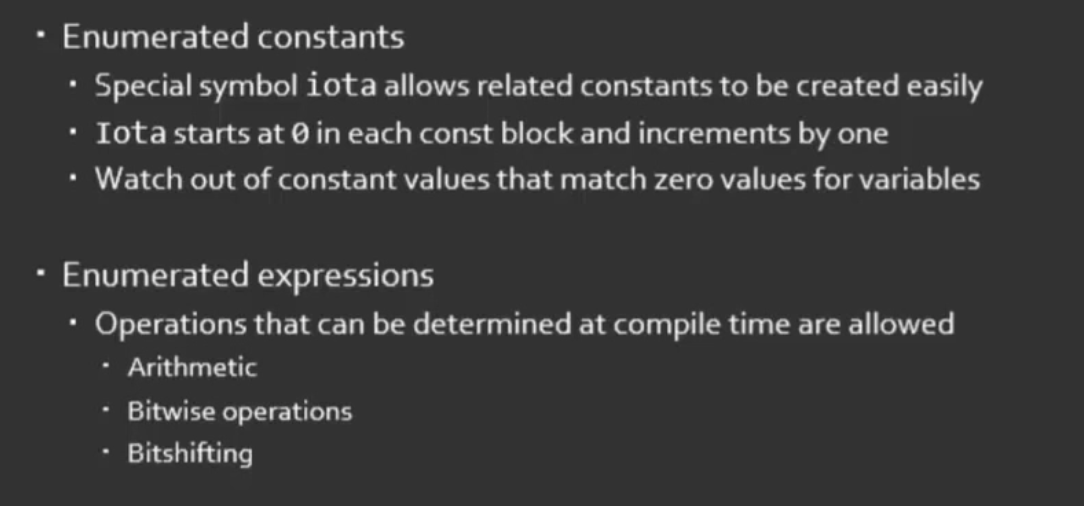 • Enumerated constants
• Special symbol iota allows related constants to be created easily
• Iota starts at 0 in each const block and increments by one
• Watch out of constant values that match zero values for variables
• Enumerated expressions
• Operations that can be determined at compile time are allowed
• Arithmetic
• Bitwise operations
• Bitshifting